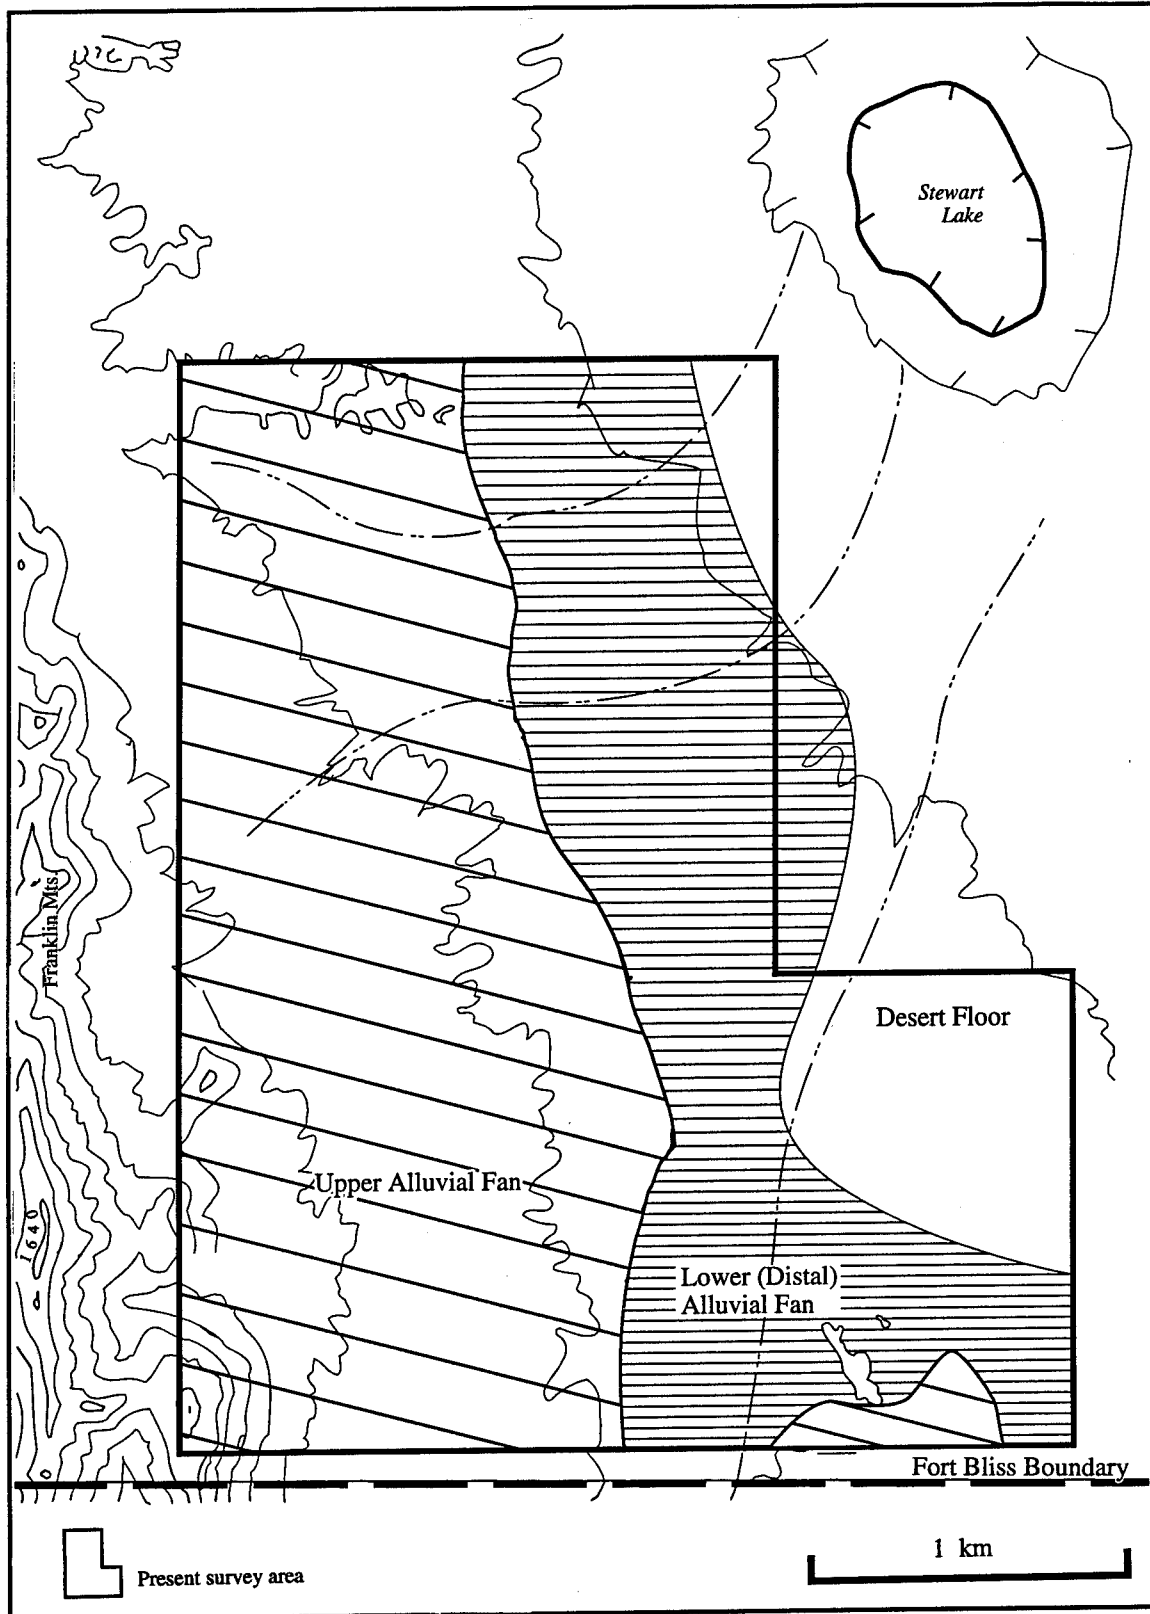 Stewart
Lake
Franklin Mts.
Desert Floor
Upper Alluvial Fan
1640
Lower (Distal)
Alluvial Fan
Fort Bliss Boundary
1 km
Present survey area